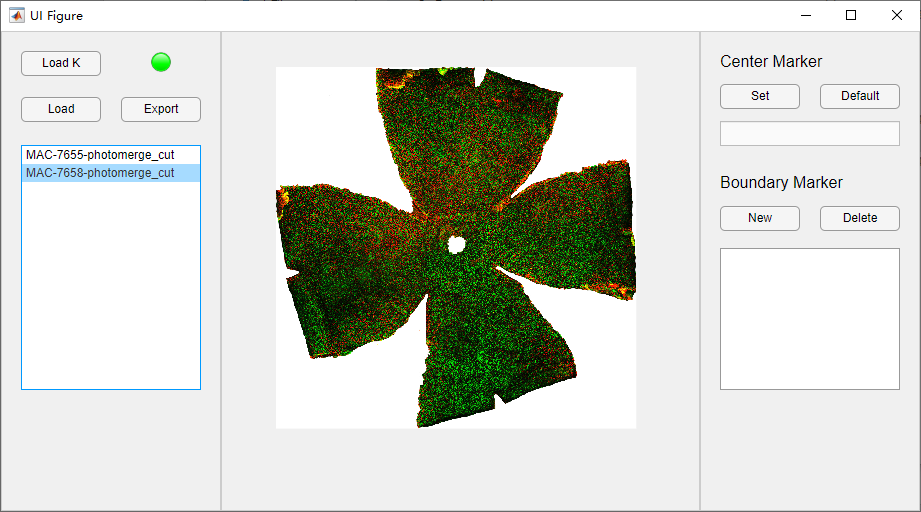 UI Figure
Load K
Load
Export
MAC-7655-photomerge_cut
MAC-7658-photomerge_cut
Center Marker
Set
Default
Boundary Marker
New
Delete